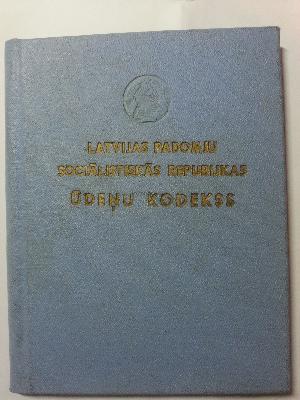 LATVIJAS PADOMJU
SOCIĀLISTISKĀS REPUBLIKAS
ŪDEŅU KODEKSS